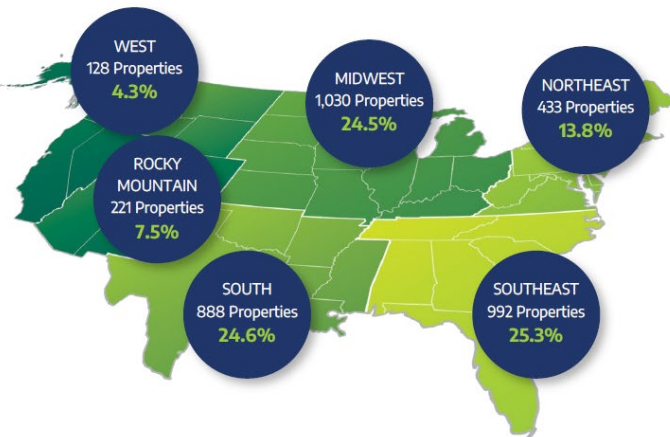 WEST
128 Properties
4.3%
MIDWEST
1,030 Properties
24.5%
NORTHEAST
433 Properties
13.8%
ROCKY
MOUNTAIN
221 Properties
7.5%
SOUTH
888 Properties
24.6%
SOUTHEAST
992 Properties
25.3%